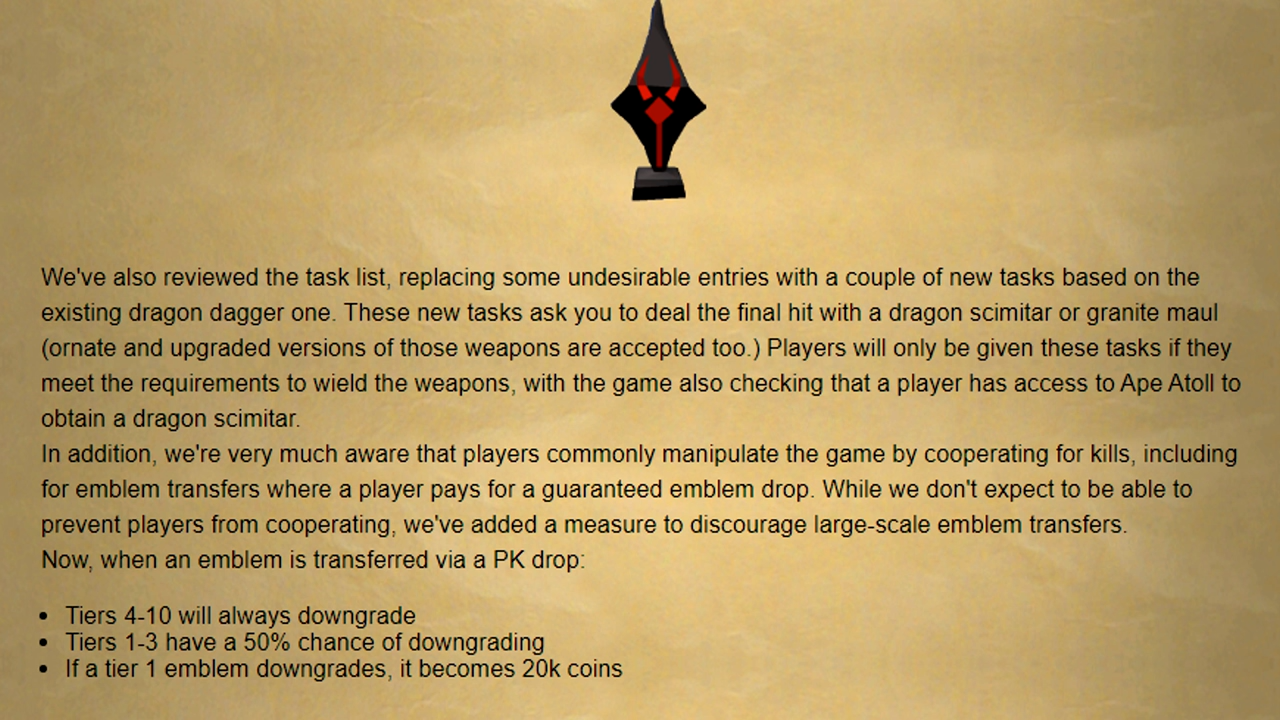 We've also reviewed the task list, replacing some undesirable entries with a couple of new tasks based on the
existing dragon dagger one. These new tasks ask you to deal the final hit with a dragon scimitar or granite maul
(ornate and upgraded versions of those weapons are accepted too.) Players will only be given these tasks if they
meet the requirements to wield the weapons, with the game also checking that a player has access to Ape Atoll to
obtain a dragon scimitar.
In addition, we're very much aware that players commonly manipulate the game by cooperating for kills, including
for emblem transfers where a player pays for a guaranteed emblem drop. While we don't expect to be able to
prevent players from cooperating, we've added a measure to discourage large-scale emblem transfers.
Now, when an emblem is transferred via a PK drop:
• Tiers 4-10 will always downgrade
• Tiers 1-3 have a 50% chance of downgrading
• If a tier 1 emblem downgrades, it becomes 20k coins